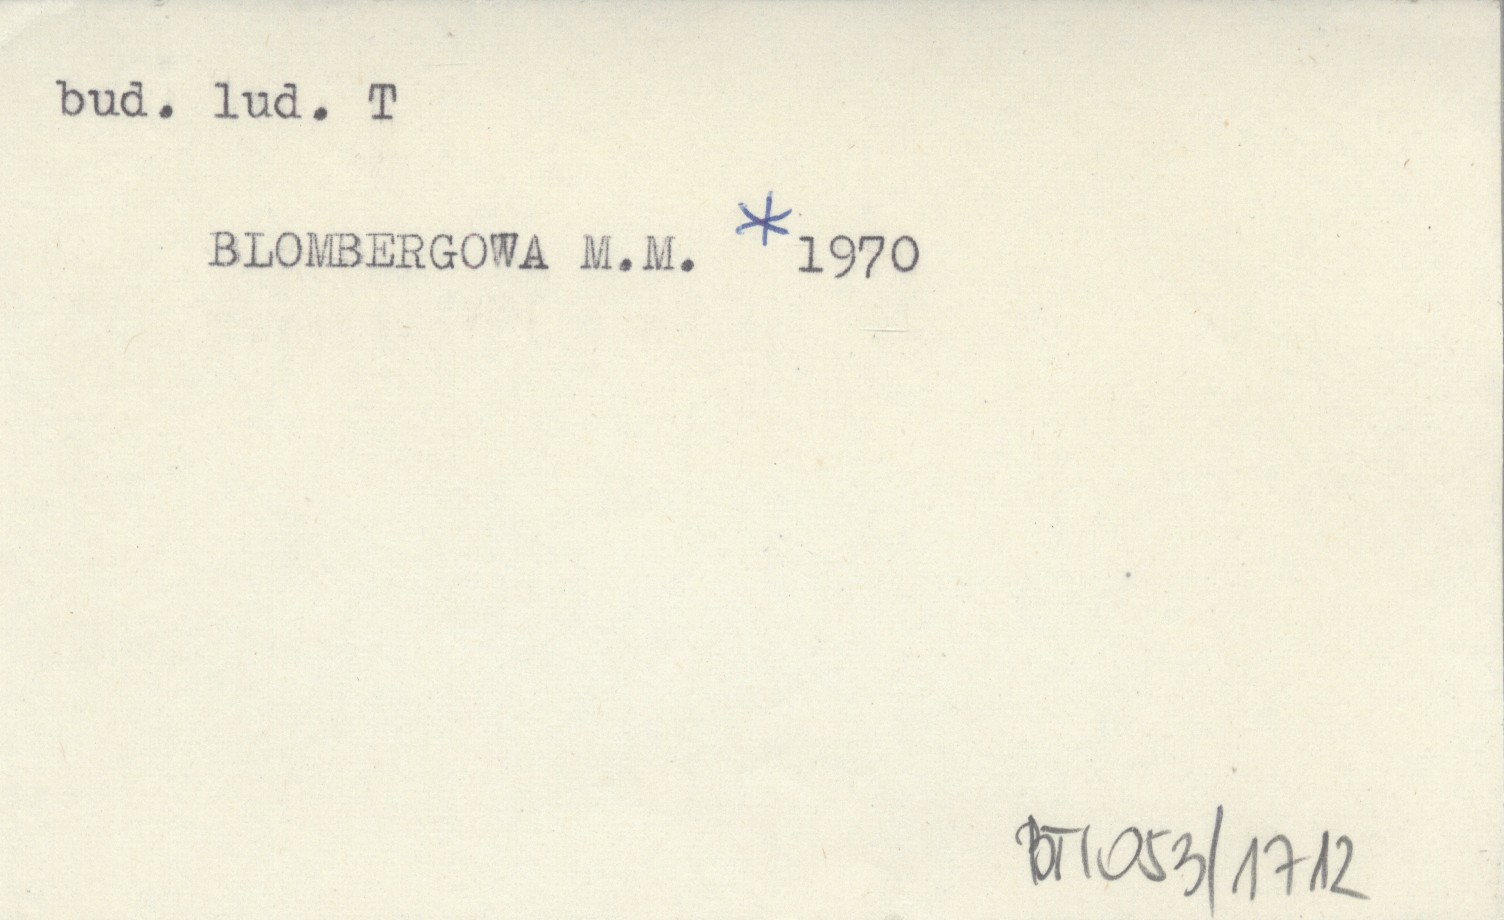 bud. lud. T
BLOMBERGOWA M.M. *1970
BT1053/1712